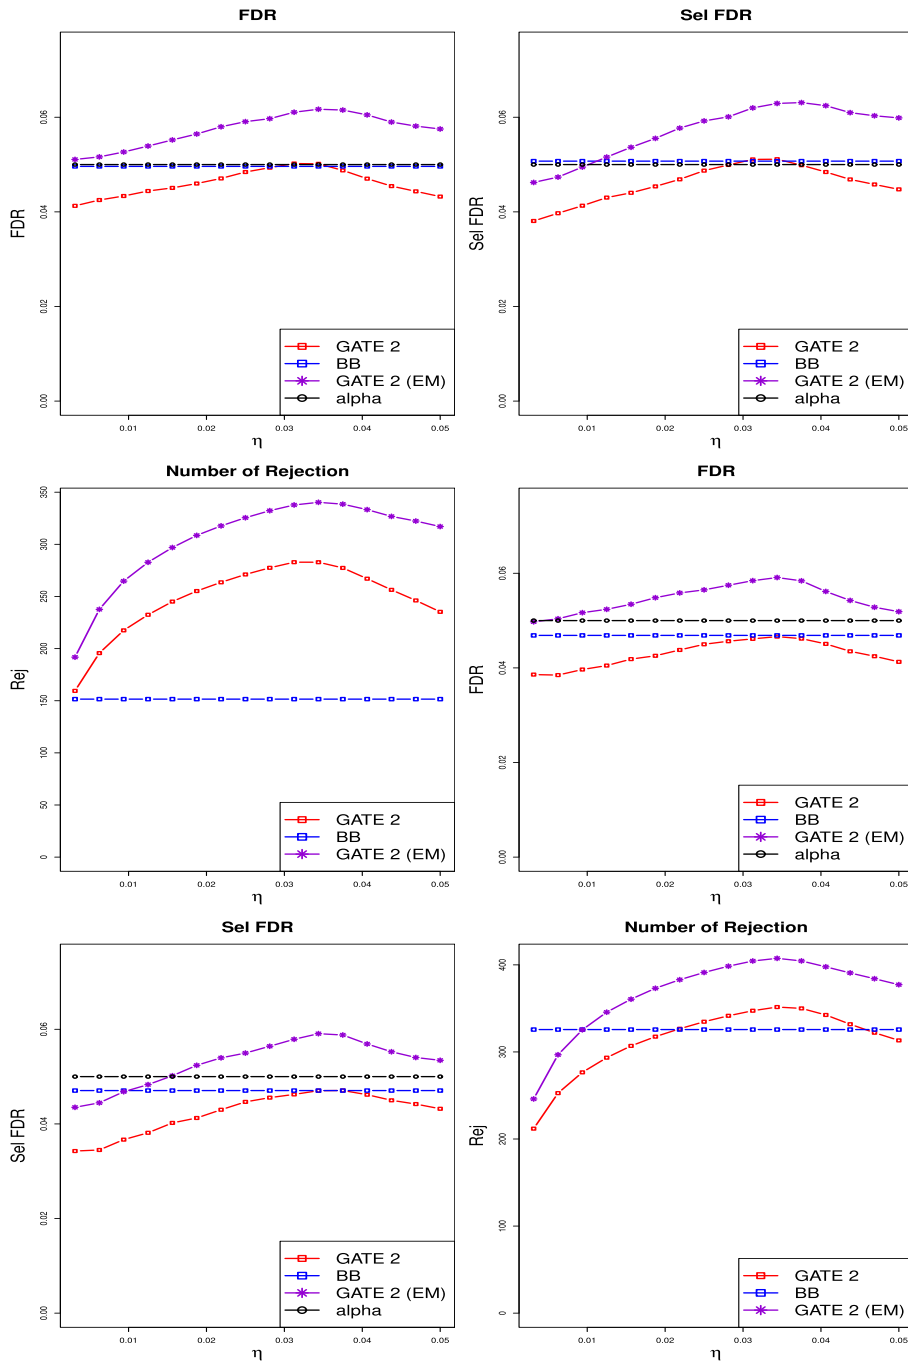 FDR
FDR
0.00
0.02
0.04
0.06
0.01
0.02
0.03
0.04
0.05
η
GATE 2
BB
GATE 2 (EM)
alpha
Sel FDR
Sel FDR
0.00
0.02
0.04
0.06
0.01
0.02
0.03
0.04
0.05
η
GATE 2
BB
GATE 2 (EM)
alpha
Number of Rejection
Rej
0
50
100
150
200
250
300
350
0.01
0.02
0.03
0.04
0.05
η
GATE 2
BB
GATE 2 (EM)
FDR
FDR
0.00
0.02
0.04
0.06
0.01
0.02
0.03
0.04
0.05
η
GATE 2
BB
GATE 2 (EM)
alpha
Sel FDR
Sel FDR
0.00
0.02
0.04
0.06
0.01
0.02
0.03
0.04
0.05
η
GATE 2
BB
GATE 2 (EM)
alpha
Number of Rejection
Rej
0
100
200
300
400
0.01
0.02
0.03
0.04
0.05
η
GATE 2
BB
GATE 2 (EM)